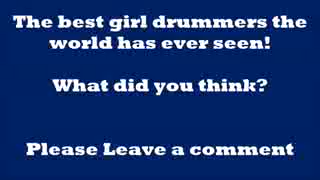 The best girl drummers the
world has ever seen!
What did you think?
Please Leave a comment